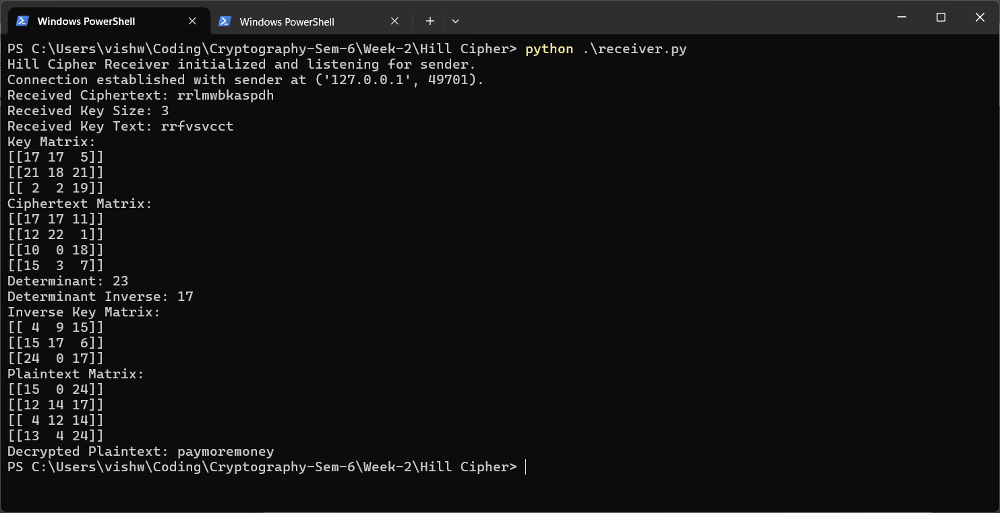 Windows PowerShell
Windows PowerShell
PS C:\Users\vishw\Coding\Cryptography-Sem-6\Week-2\Hill Cipher> python .\receiver.py
Hill Cipher Receiver initialized and listening for sender.
Connection established with sender at ('127.0.0.1', 49701).
Received Ciphertext: rrlmwbkaspdh
Received Key Size: 3
Received Key Text: rrfvsvcct
Key Matrix:
[[17 17  5]]
[[21 18 21]]
[[ 2  2 19]]
Ciphertext Matrix:
[[17 17 11]]
[[12 22  1]]
[[10  0 18]]
[[15  3  7]]
Determinant: 23
Determinant Inverse: 17
Inverse Key Matrix:
[[ 4  9 15]]
[[15 17  6]]
[[24  0 17]]
Plaintext Matrix:
[[15  0 24]]
[[12 14 17]]
[[ 4 12 14]]
[[13  4 24]]
Decrypted Plaintext: paymoremoney
PS C:\Users\vishw\Coding\Cryptography-Sem-6\Week-2\Hill Cipher>